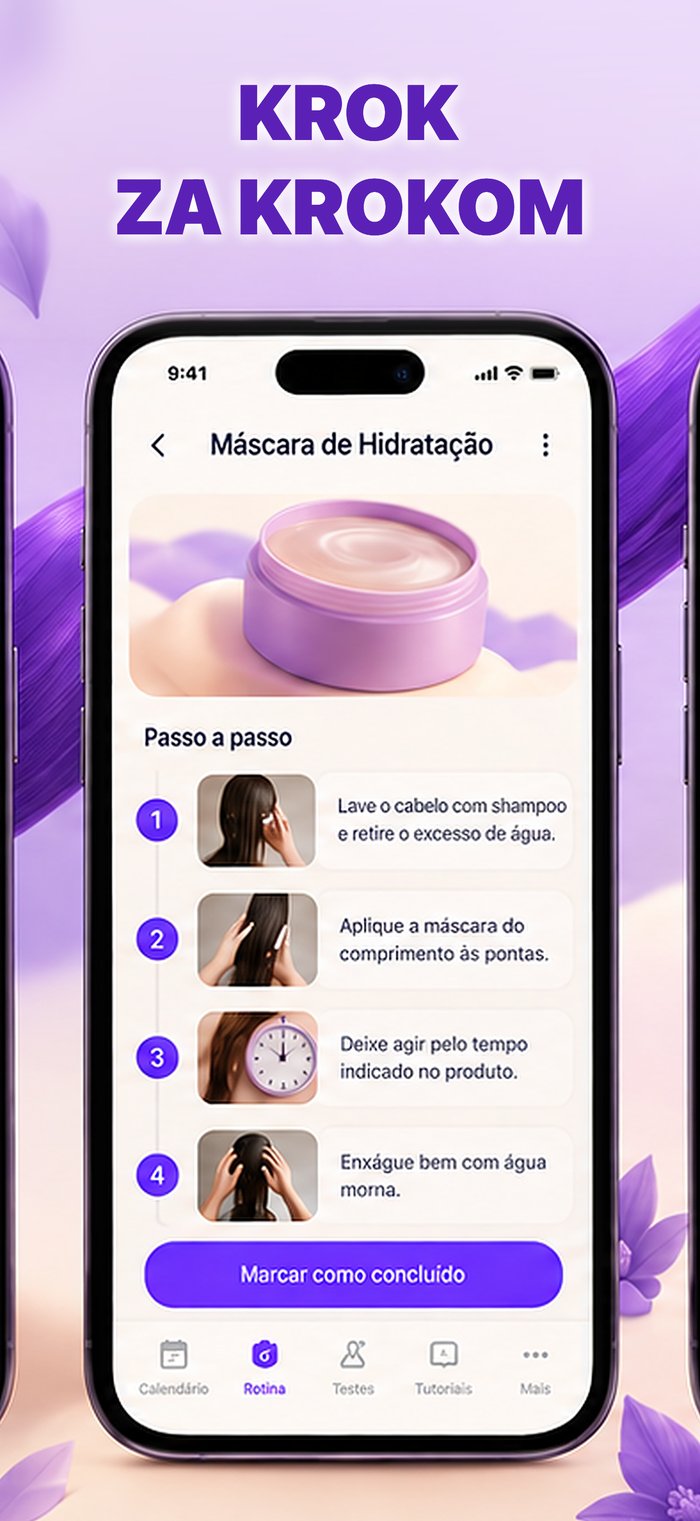 KROK
ZA KROKOM
9:41
Máscara de Hidratação
Passo a passo
1
Lave o cabelo com shampoo
e retire o excesso de água.
2
Aplique a máscara do
comprimento às pontas.
3
Deixe agir pelo tempo
indicado no produto.
4
Enxágue bem com água
morna.
Marcar como concluído
Calendário
Rotina
Testes
Tutoriais
Mais